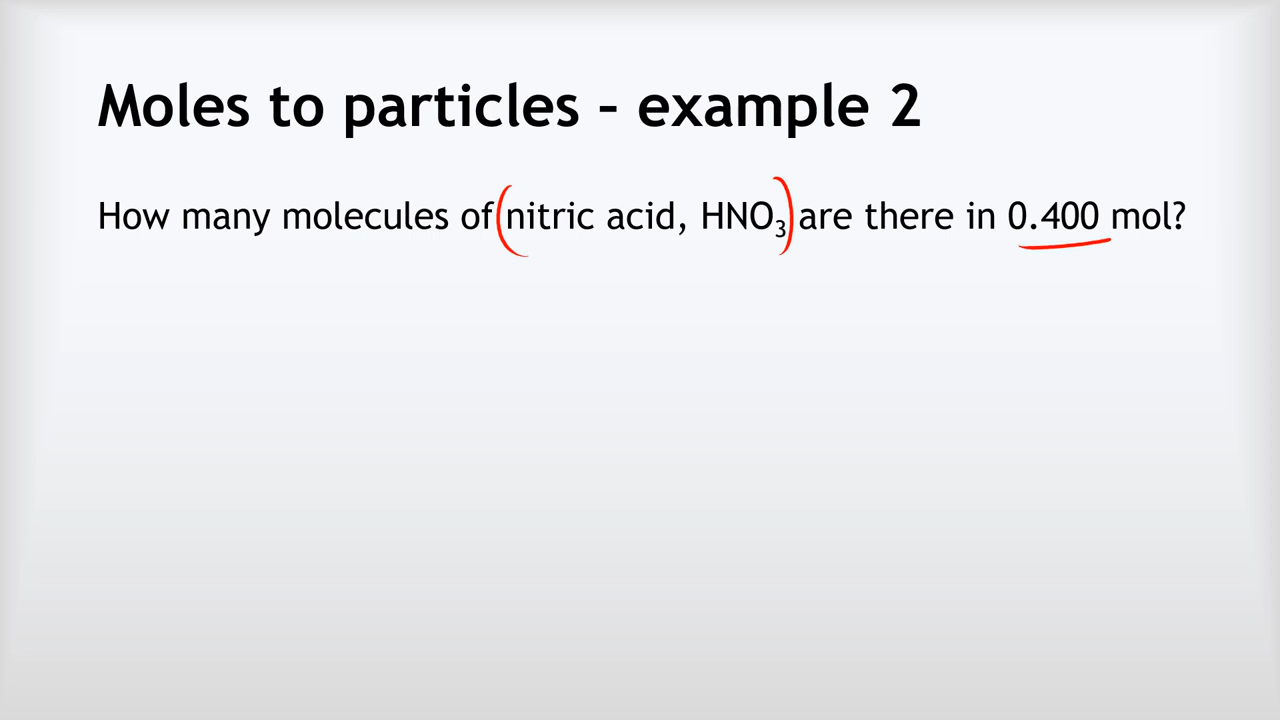 Moles to particles – example 2
How many molecules of nitric acid, HNO₃ are there in 0.400 mol?